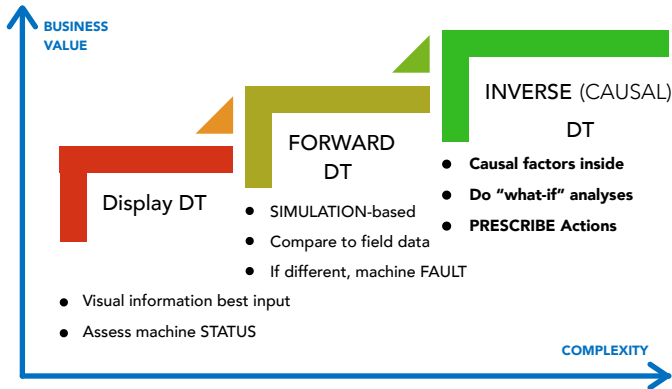 BUSINESS
VALUE
INVERSE (CAUSAL)
DT
Causal factors inside
Do “what-if” analyses
PRESCRIBE Actions
FORWARD
DT
SIMULATION-based
Compare to field data
If different, machine FAULT
Display DT
Visual information best input
Assess machine STATUS
COMPLEXITY